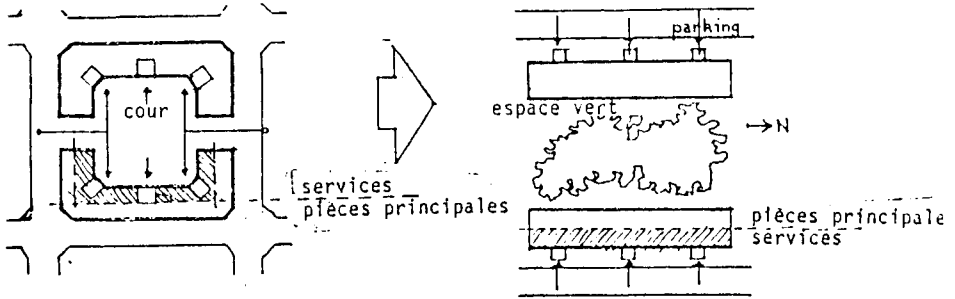 cour
services
pièces principales
parking
espace vert
N
pièces principale
services